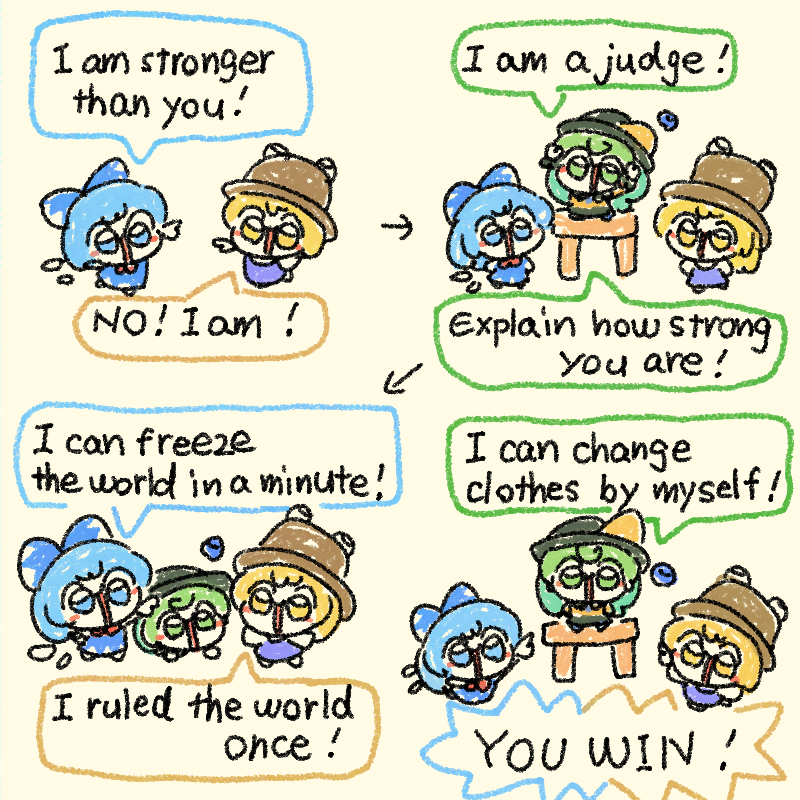 I am stronger
than you!
NO! I am !
I am a judge!
Explain how strong
you are!
I can freeze
the world in a minute!
I ruled the world
once!
I can change
clothes by myself!
YOU WIN!